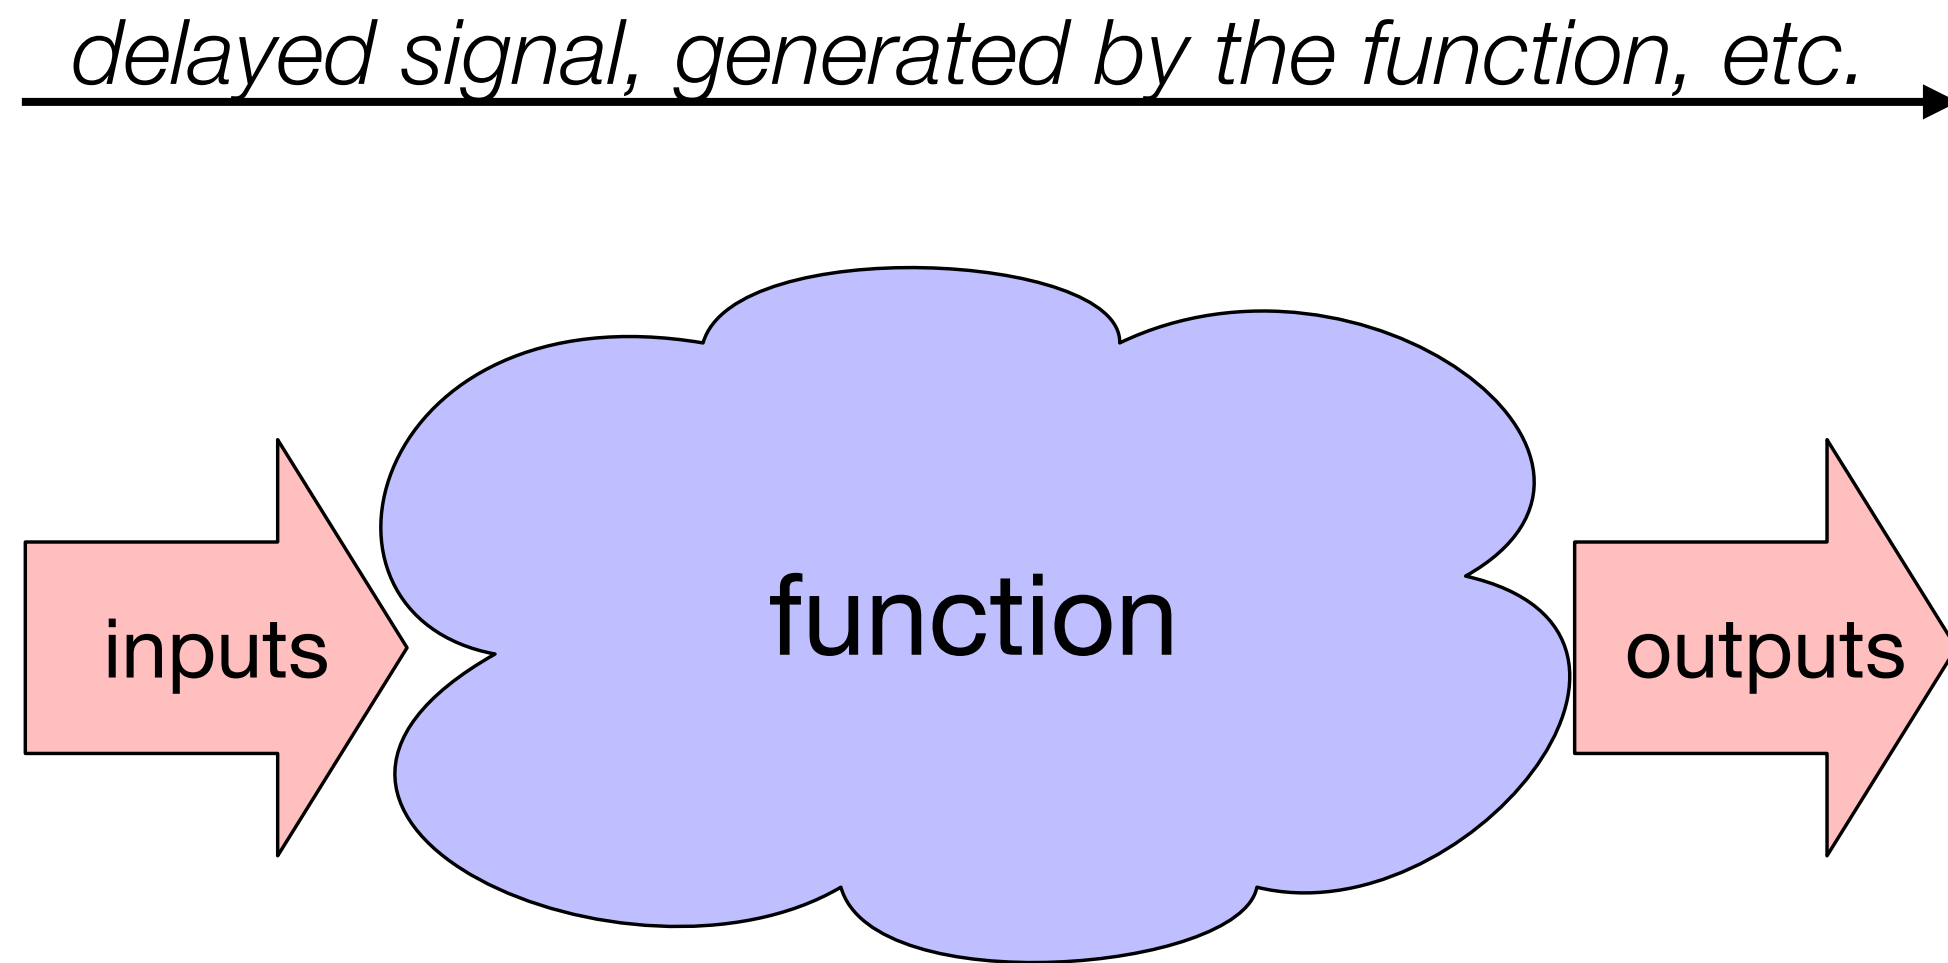 delayed signal, generated by the function, etc.
function
inputs
outputs